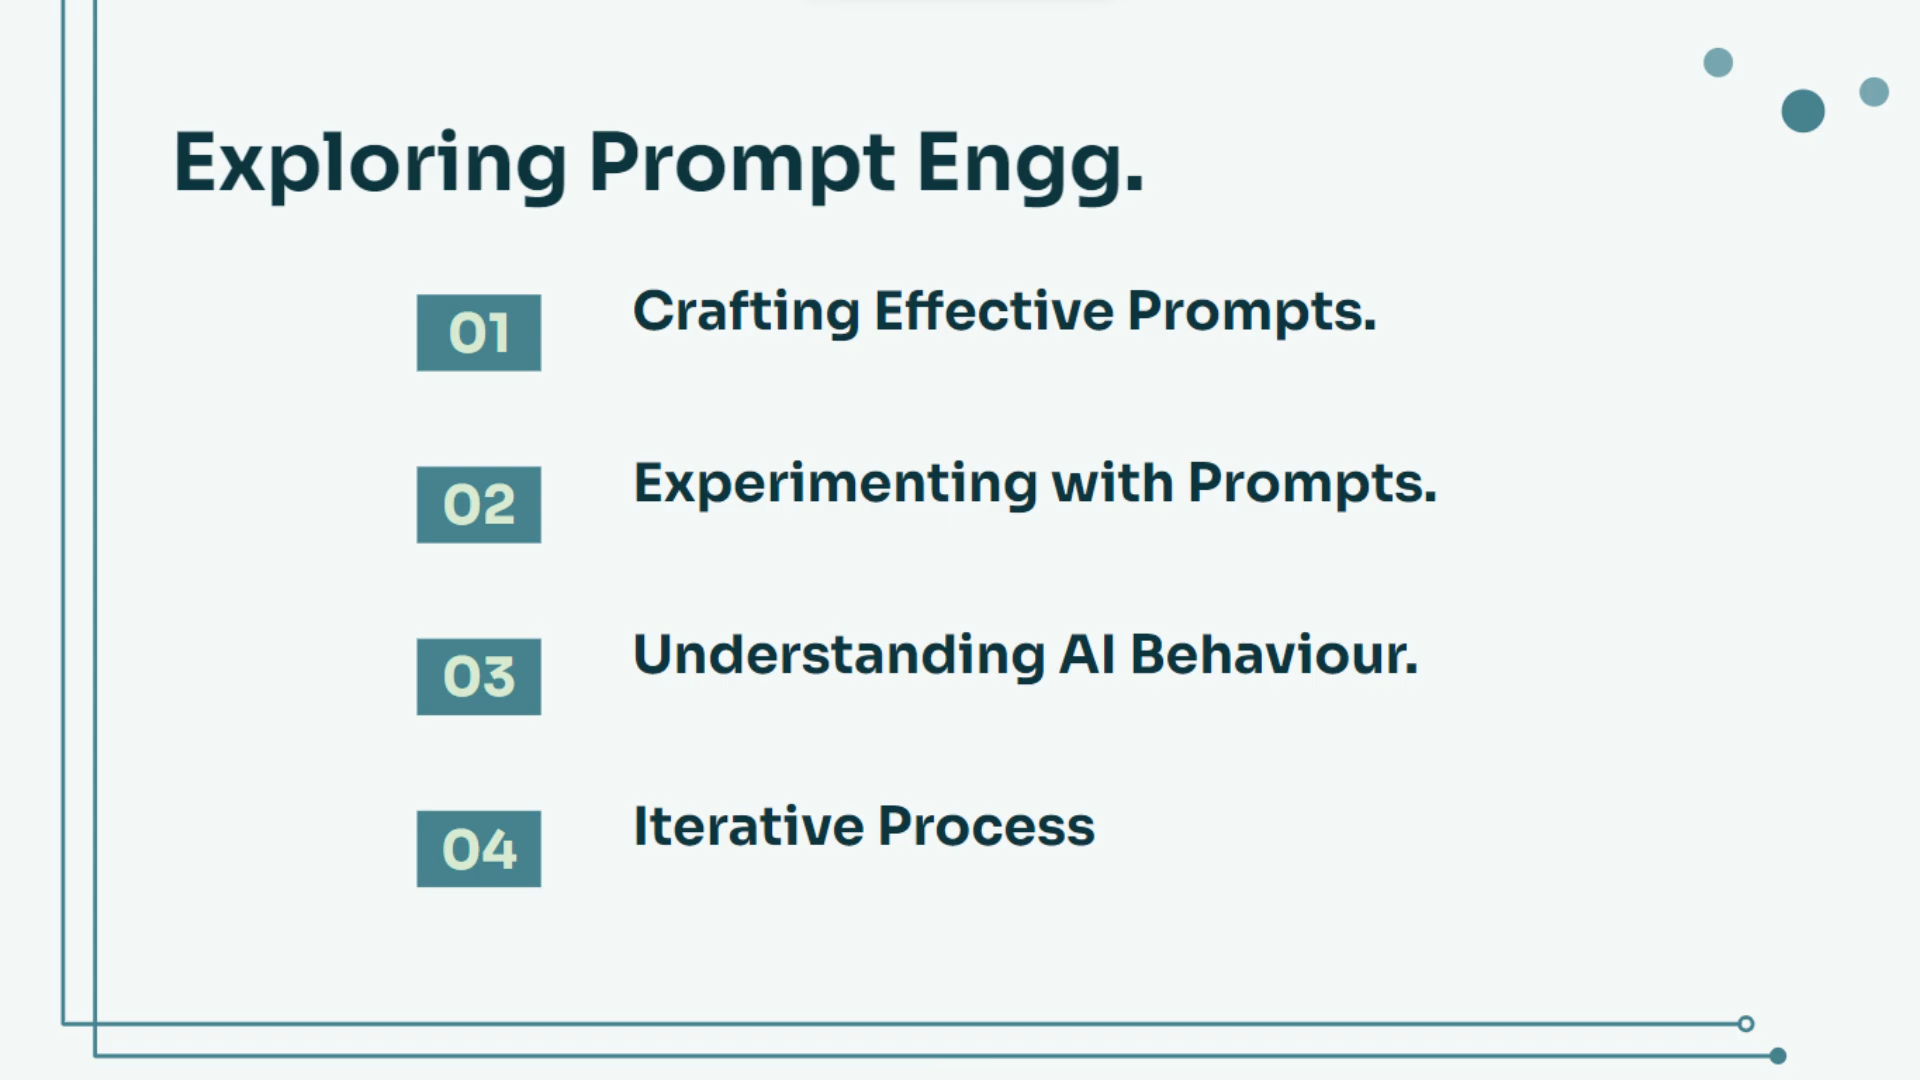 Exploring Prompt Engg.
01 Crafting Effective Prompts.
02 Experimenting with Prompts.
03 Understanding AI Behaviour.
04 Iterative Process